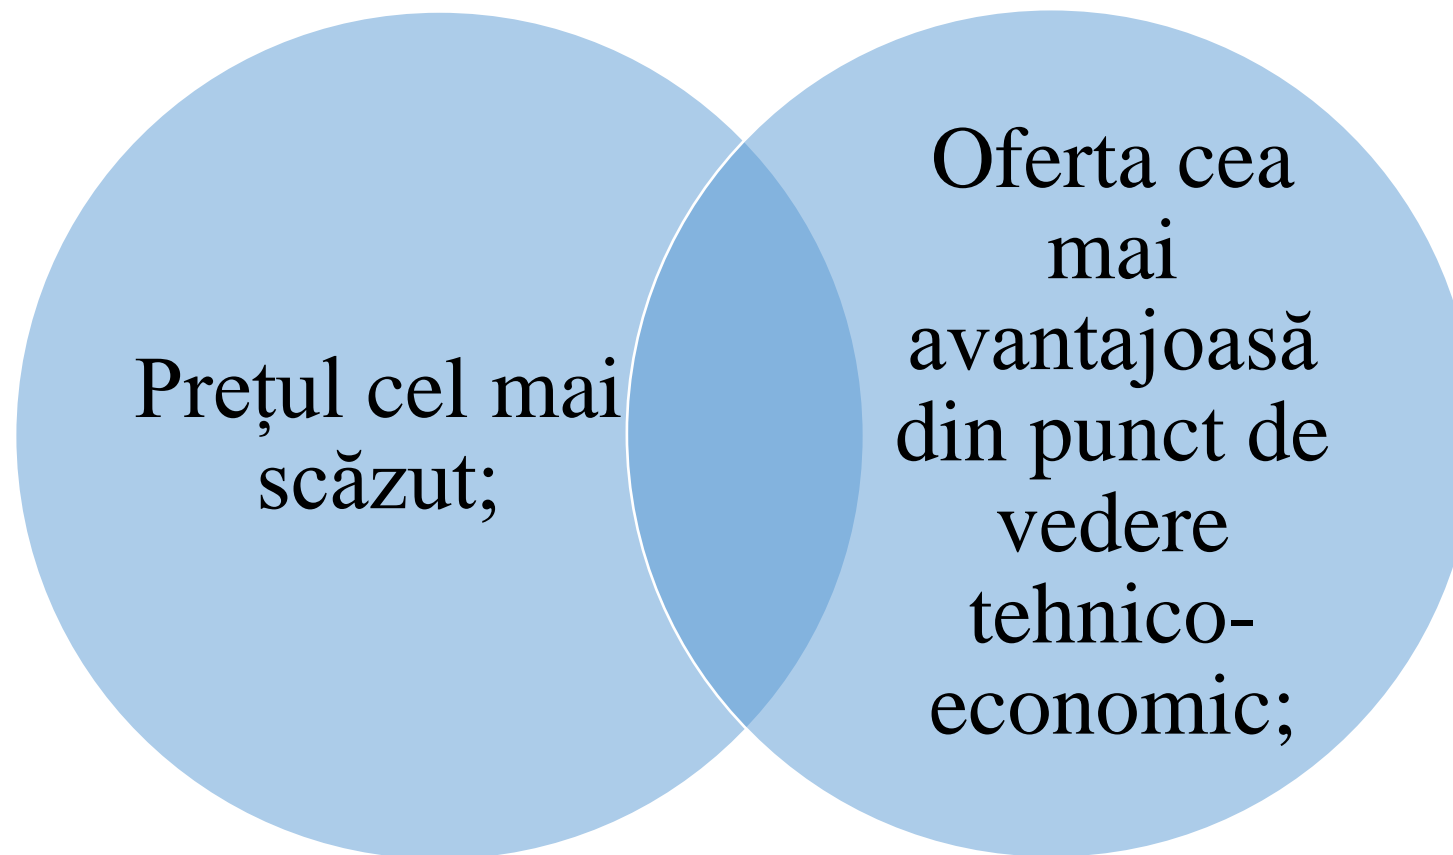 Prețul cel mai
scăzut;
Oferta cea
mai
avantajoasă
din punct de
vedere
tehnico-
economic;